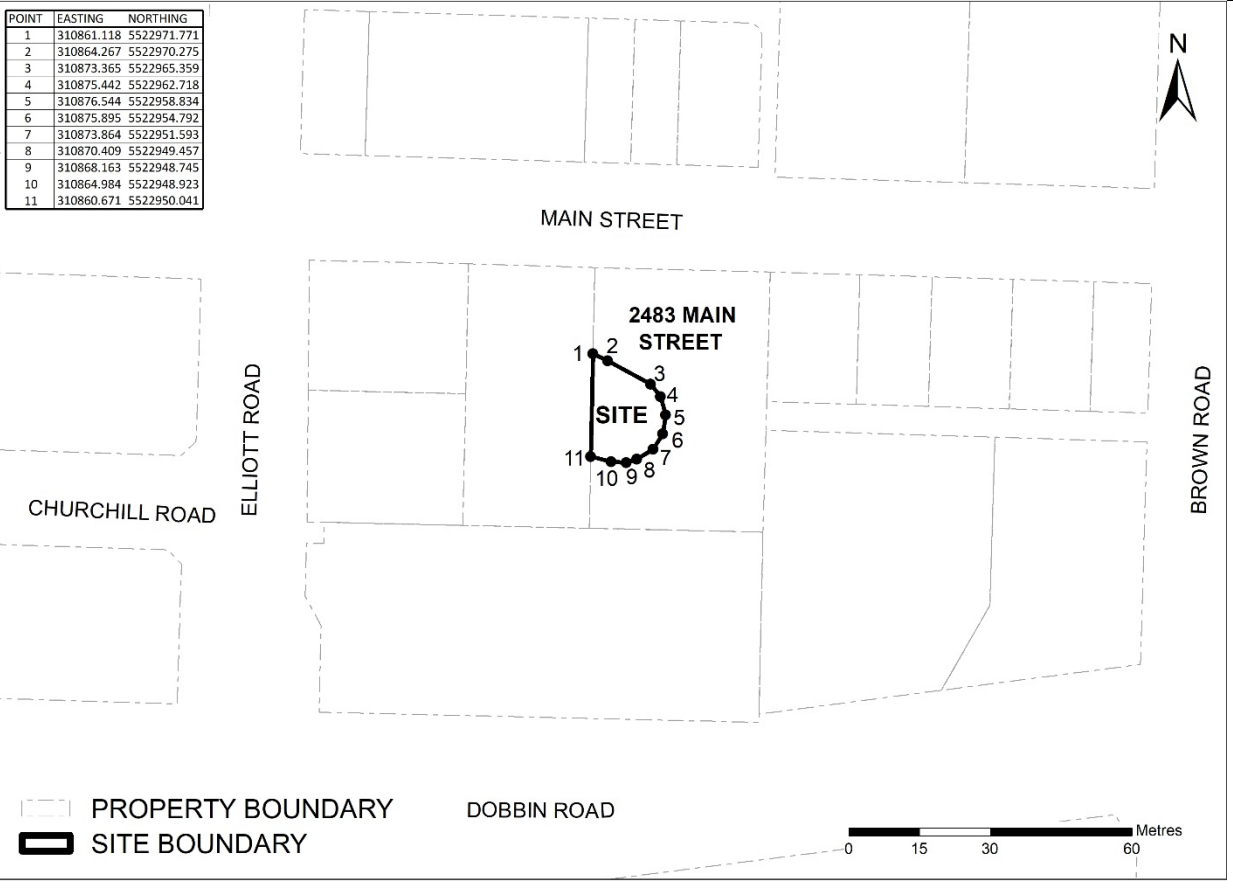 POINT EASTING NORTHING
1 310861.118 5522971.771
2 310864.267 5522970.275
3 310873.365 5522965.359
4 310875.442 5522962.718
5 310876.544 5522958.834
6 310875.895 5522954.792
7 310873.864 5522951.593
8 310870.409 5522949.457
9 310868.163 5522948.745
10 310864.984 5522948.923
11 310860.671 5522950.041
N
MAIN STREET
2483 MAIN
STREET
1
2
3
4
SITE
5
6
7
8
9
10
11
ELLIOTT ROAD
BROWN ROAD
CHURCHILL ROAD
PROPERTY BOUNDARY
SITE BOUNDARY
DOBBIN ROAD
Metres
0 15 30 60